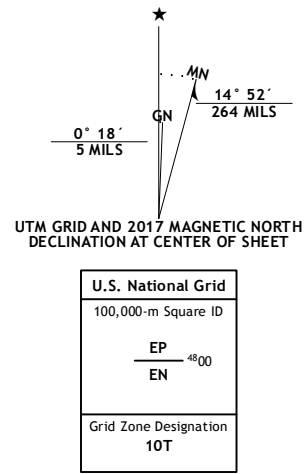 MN
GN
14° 52´
264 MILS
0° 18´
5 MILS
UTM GRID AND 2017 MAGNETIC NORTH
DECLINATION AT CENTER OF SHEET
U.S. National Grid
100,000-m Square ID
EP
4800
EN
Grid Zone Designation
10T